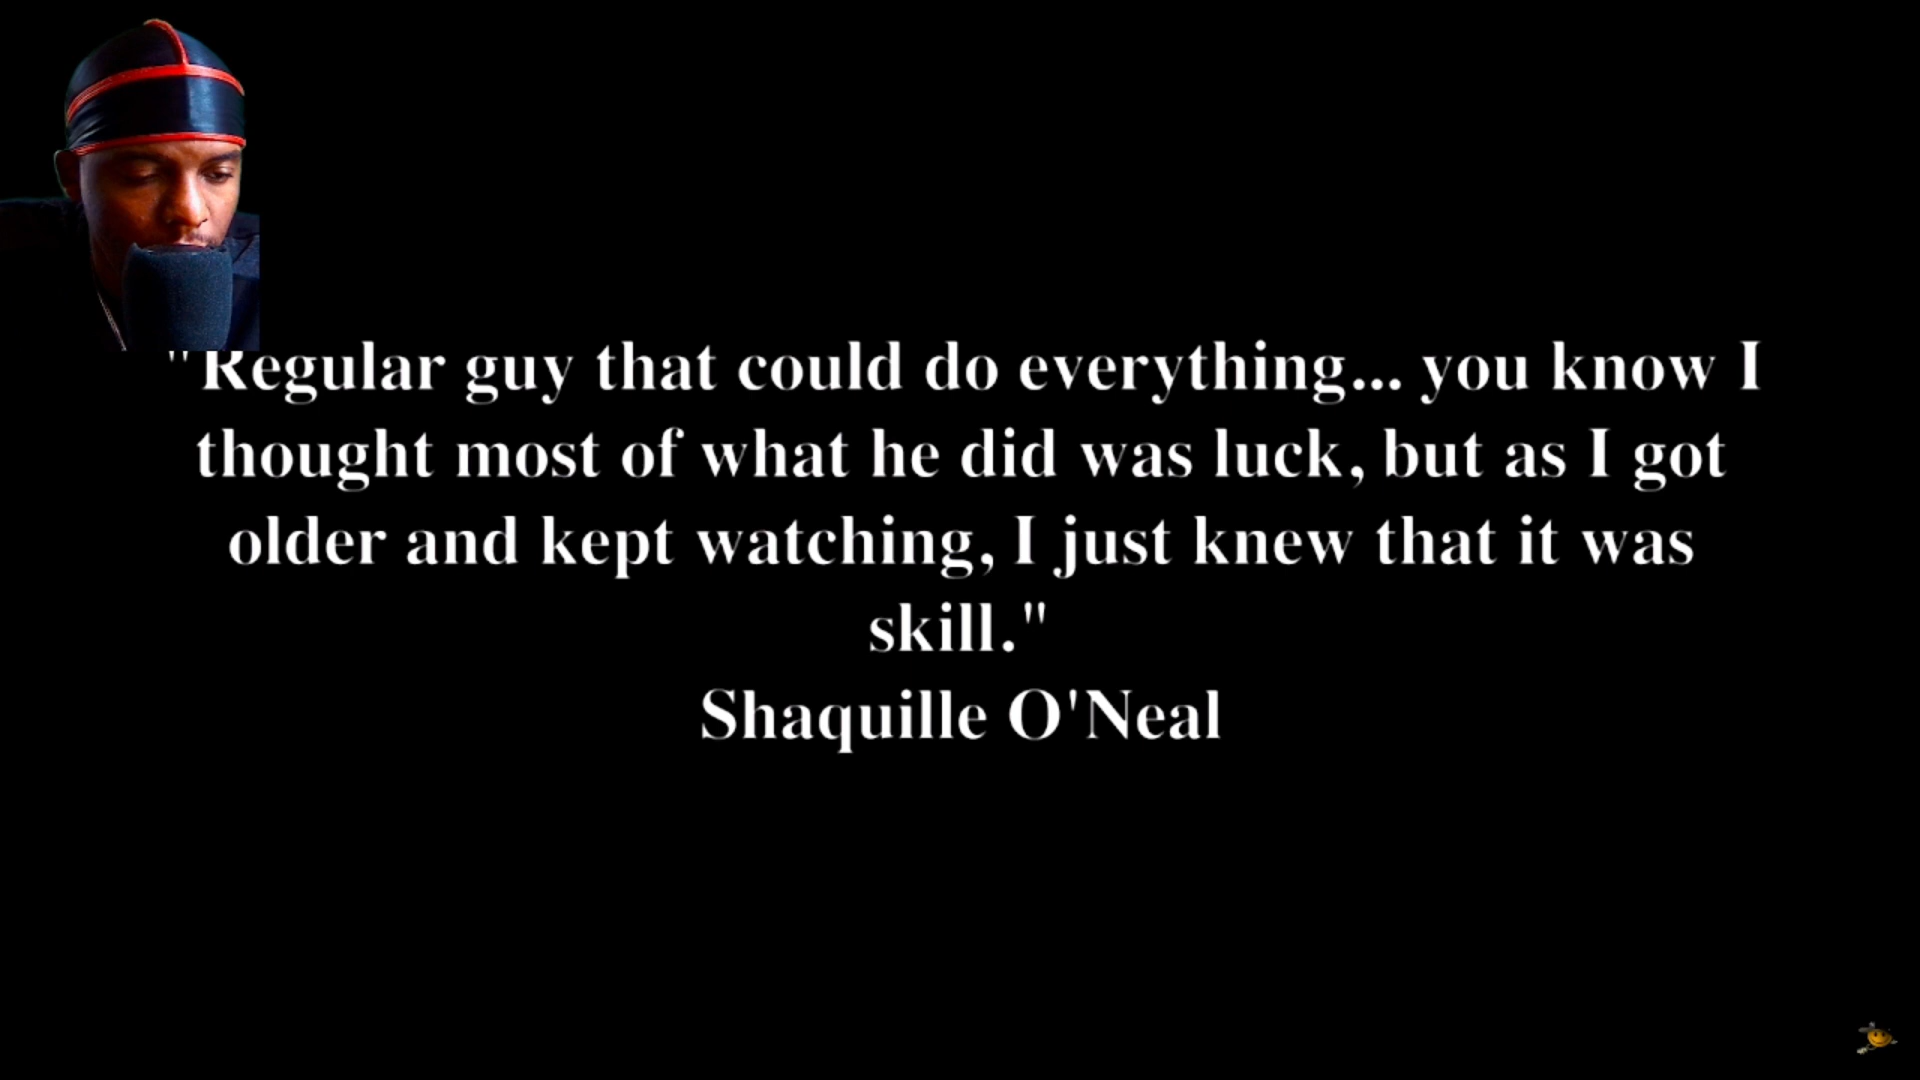 "Regular guy that could do everything... you know I
thought most of what he did was luck, but as I got
older and kept watching, I just knew that it was
skill."
Shaquille O'Neal